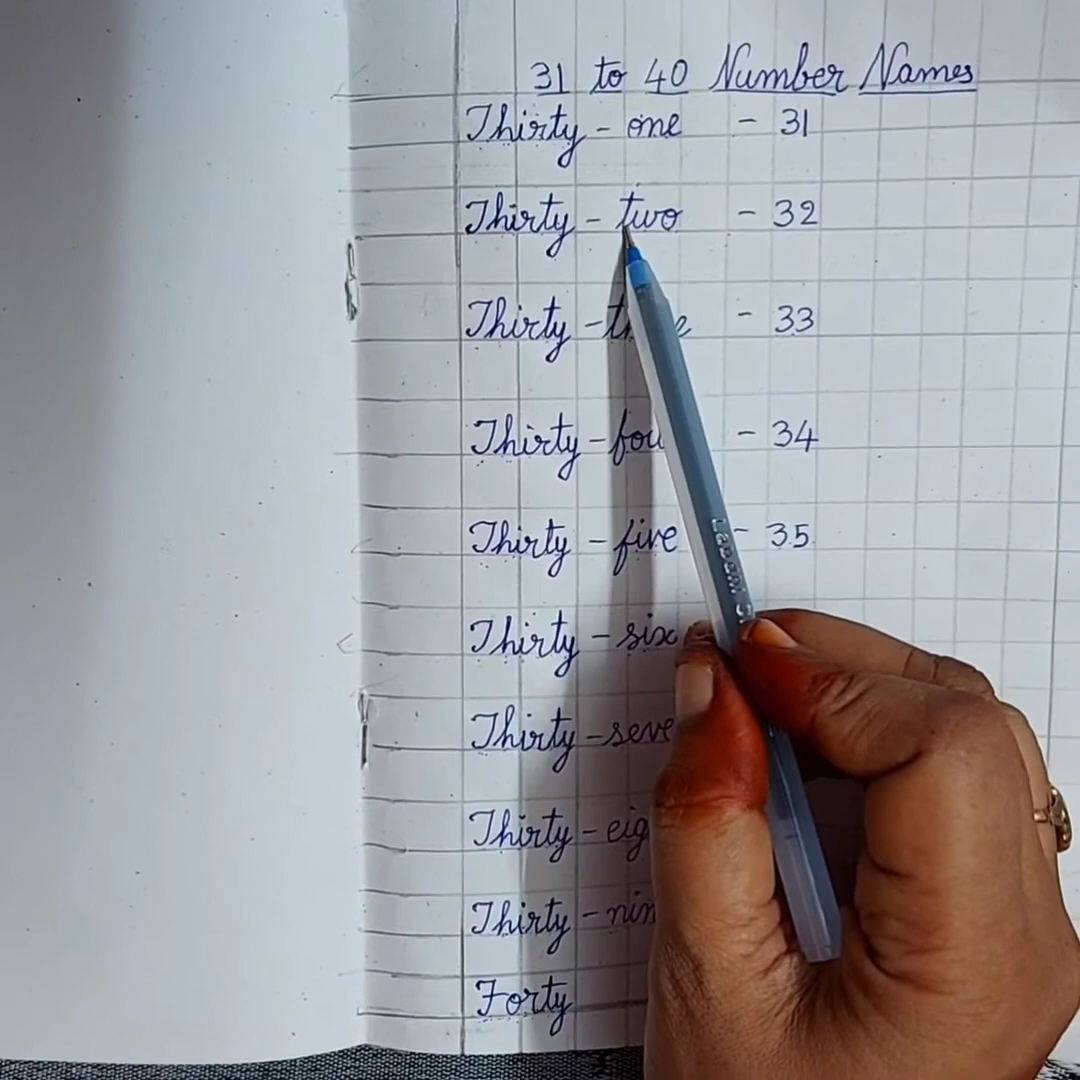 31 to 40 Number Names
Thirty - one - 31
Thirty - two - 32
Thirty - - 33
Thirty - - 34
Thirty - five - 35
Thirty - six
Thirty -
Thirty -
Thirty -
Forty